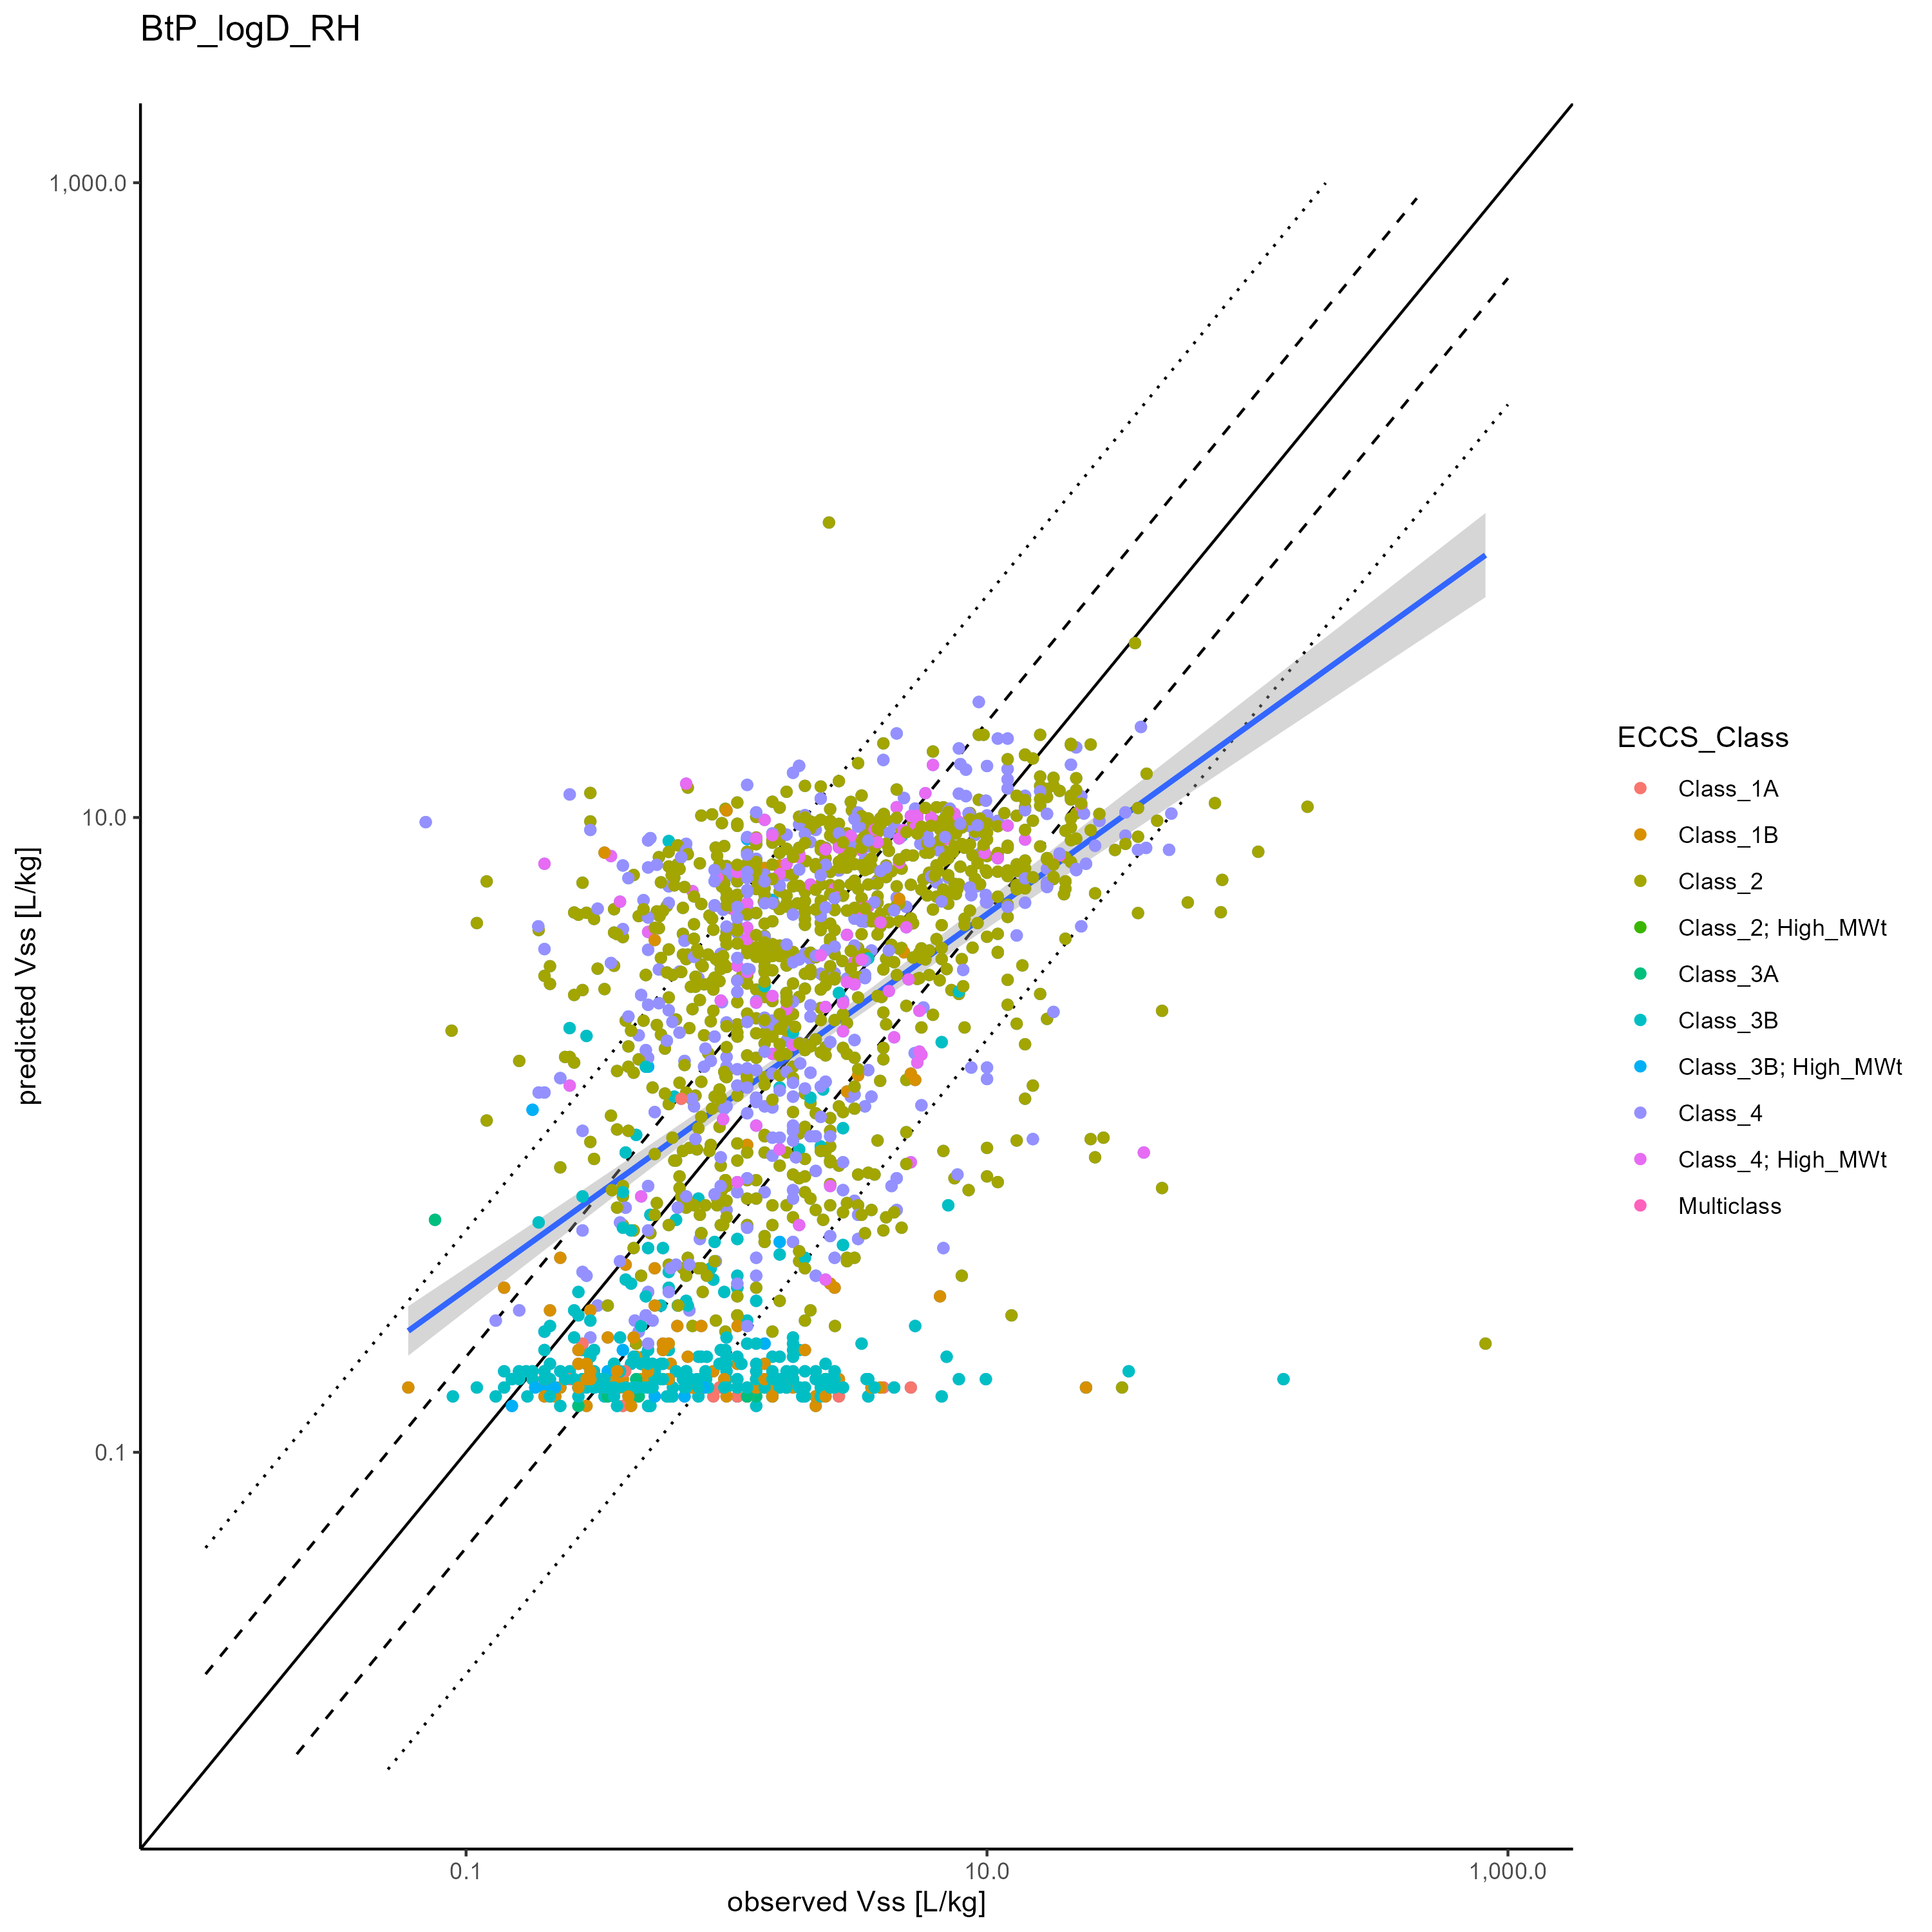 BtP_logD_RH
1,000.0
10.0
0.1
predicted Vss [L/kg]
0.1
10.0
1,000.0
observed Vss [L/kg]
ECCS_Class
Class_1A
Class_1B
Class_2
Class_2; High_MWt
Class_3A
Class_3B
Class_3B; High_MWt
Class_4
Class_4; High_MWt
Multiclass